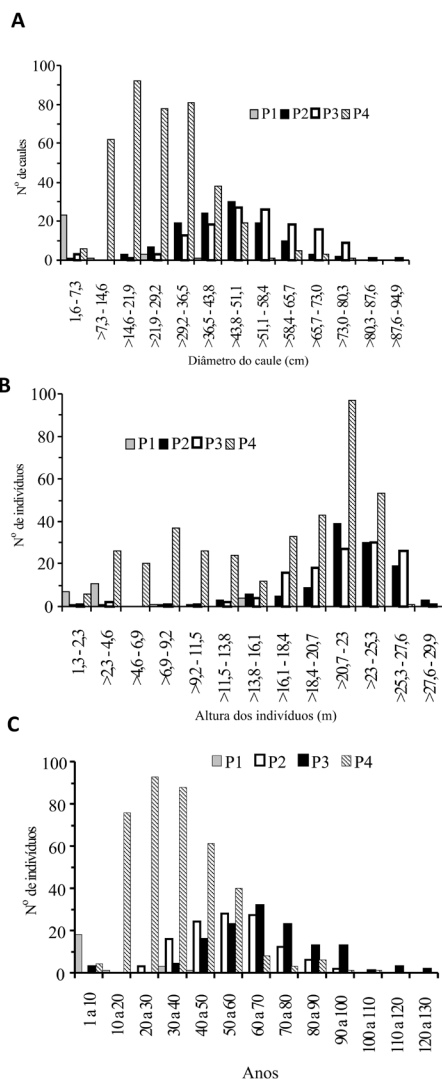 A
100
80
60
40
20
0
Nº de caules
P1 P2 P3 P4
1,6 - 7,3
>7,3 - 14,6
>14,6 - 21,9
>21,9 - 29,2
>29,2 - 36,5
>36,5 - 43,8
>43,8 - 51,1
>51,1 - 58,4
>58,4 - 65,7
>65,7 - 73,0
>73,0 - 80,3
>80,3 - 87,6
>87,6 - 94,9
Diâmetro do caule (cm)
B
100
80
60
40
20
0
Nº de indivíduos
P1 P2 P3 P4
1,3 - 2,3
>2,3 - 4,6
>4,6 - 6,9
>6,9 - 9,2
>9,2 - 11,5
>11,5 - 13,8
>13,8 - 16,1
>16,1 - 18,4
>18,4 - 20,7
>20,7 - 23
>23 - 25,3
>25,3 - 27,6
>27,6 - 29,9
Altura dos indivíduos (m)
C
100
80
60
40
20
0
Nº de indivíduos
P1 P2 P3 P4
1 a 10
10 a 20
20 a 30
30 a 40
40 a 50
50 a 60
60 a 70
70 a 80
80 a 90
90 a 100
100 a 110
110 a 120
120 a 130
Anos